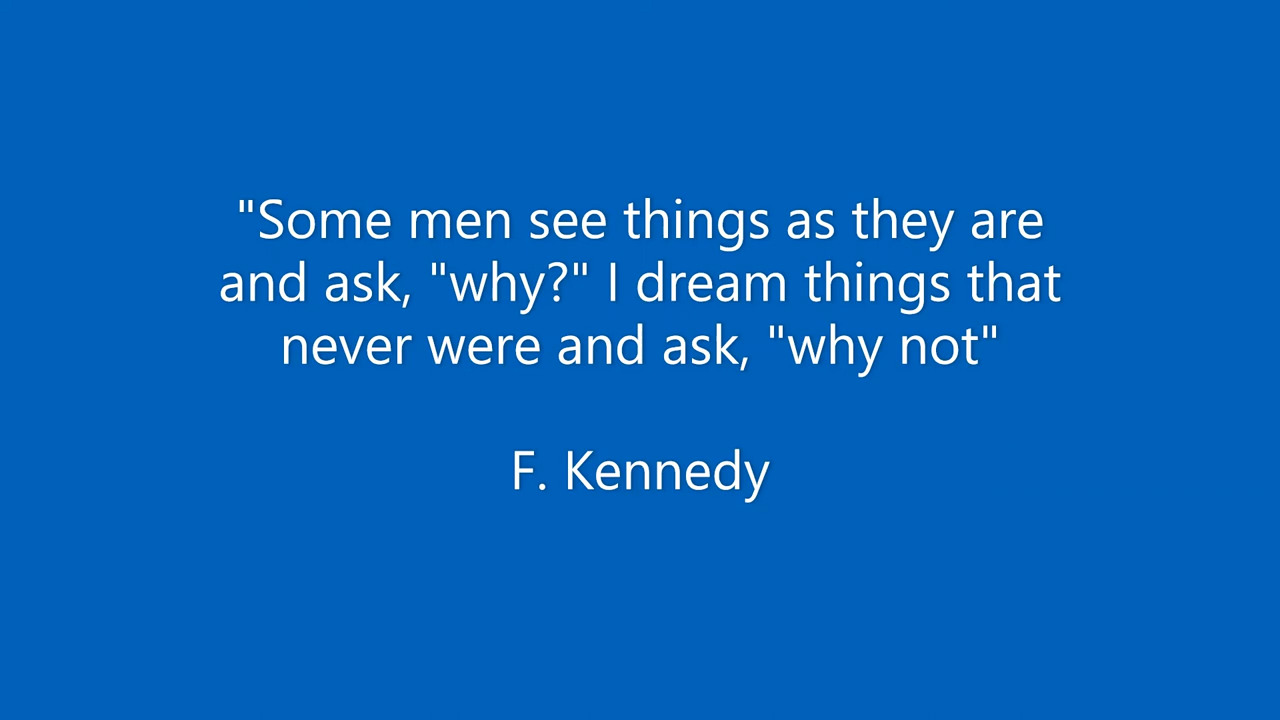 "Some men see things as they are
and ask, "why?" I dream things that
never were and ask, "why not"
F. Kennedy